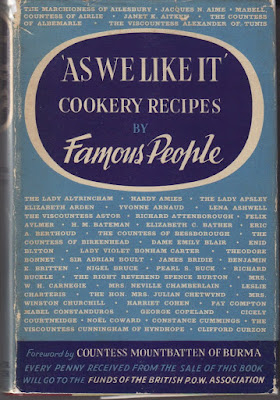 THE MARCHIONESS OF AILESBURY • JACQUES N AIMS • MABELL,
COUNTESS OF AIRLIE • JANET K. AITKEN • THE COUNTESS
OF ALBEMARLE • THE VISCOUNTESS ALEXANDER OF TUNIS
'AS WE LIKE IT'
COOKERY RECIPES
BY
Famous People
THE LADY ALTRINCHAM • HARDY AMIES • THE LADY APSLEY
ELIZABETH ARDEN • YVONNE ARNAUD • LENA ASHWELL
THE VISCOUNTESS ASTOR • RICHARD ATTENBOROUGH • FELIX
AYLMER • H. M. BATEMAN • ELIZABETH C. BATHER • ERIC
A. BERTHOUD • THE COUNTESS OF BESSBOROUGH • THE
COUNTESS OF BIRKENHEAD • DAME EMILY BLAIR • ENID
BLYTON • LADY VIOLET BONHAM CARTER • THEODORE
BONNET • SIR ADRIAN BOULT • JAMES BRIDIE • BENJAMIN
E. BRITTEN • NIGEL BRUCE • PEARL S. BUCK • RICHARD
BUCKLE • THE RIGHT REVEREND SPENCE BURTON • MRS.
W. H. CARNEGIE • MRS. NEVILLE CHAMBERLAIN • LESLIE
CHARTERIS • THE HON. MRS. JULIAN CHETWYND • MRS.
WINSTON CHURCHILL • HARRIET COHEN • FAY COMPTON
MABEL CONSTANDUROS • GEORGE COPELAND • CICELY
COURTNEIDGE • NOËL COWARD • CONSTANCE CUMMINGS • THE
VISCOUNTESS CUNNINGHAM OF HYNDHOPE • CLIFFORD CURZON
Foreword by COUNTESS MOUNTBATTEN OF BURMA
EVERY PENNY RECEIVED FROM THE SALE OF THIS BOOK
WILL GO TO THE FUNDS OF THE BRITISH P.O.W. ASSOCIATION